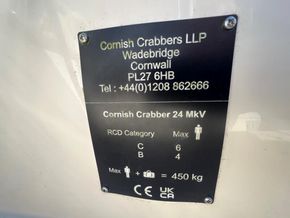 Cornish Crabbers LLP
Wadebridge
Cornwall
PL27 6HB
Tel : +44(0)1208 862666
Cornish Crabber 24 MkV
RCD Category Max
C 6
B 4
Max + = 450 kg
CE UK
CA